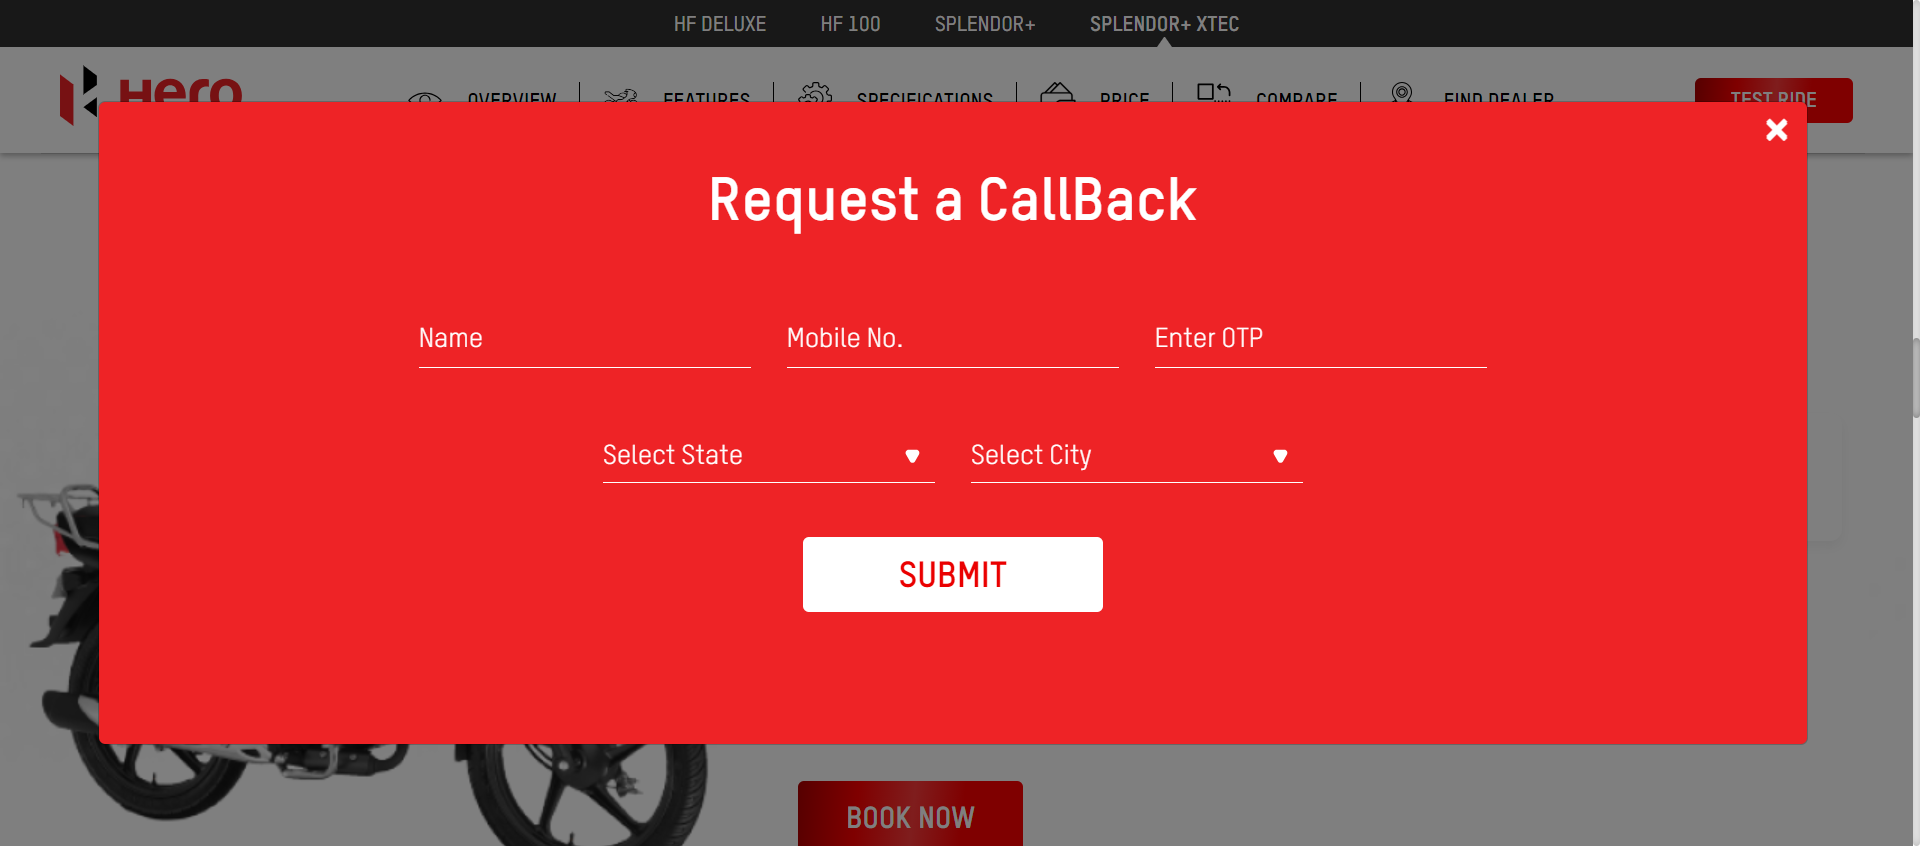 HF DELUXE HF 100 SPLENDOR+ SPLENDOR+ XTEC
Hero OVERVIEW FEATURES SPECIFICATIONS PRICE COMPARE FIND DEALER TEST RIDE
Request a CallBack
Name Mobile No. Enter OTP
Select State Select City
SUBMIT
BOOK NOW